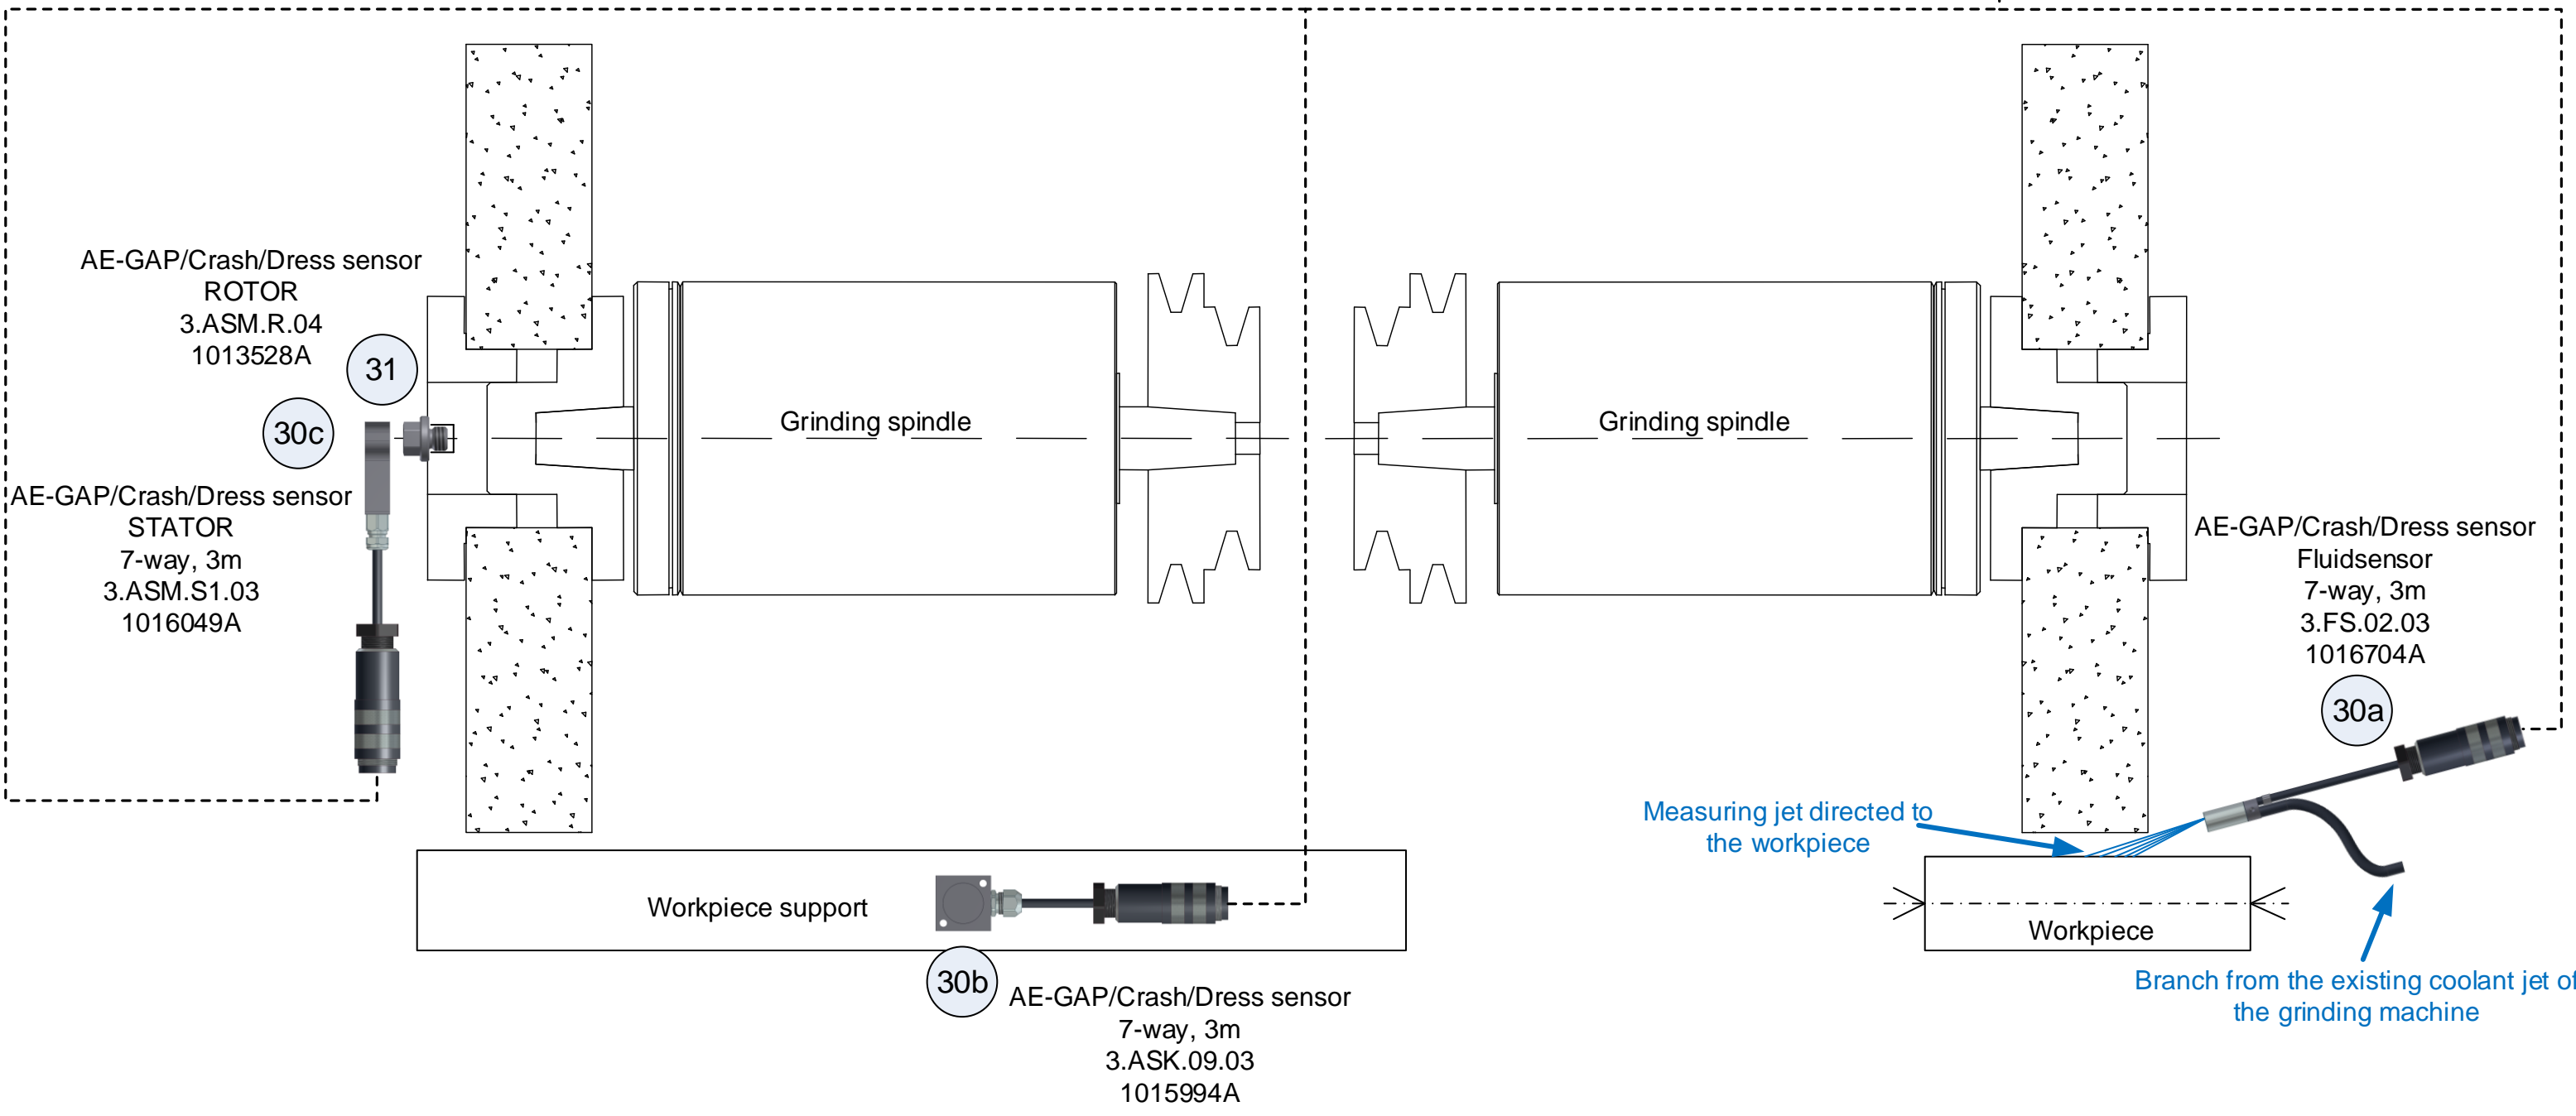 AE-GAP/Crash/Dress sensor
ROTOR
3.ASM.R.04
1013528A
31
30c
AE-GAP/Crash/Dress sensor
STATOR
7-way, 3m
3.ASM.S1.03
1016049A
Grinding spindle
Grinding spindle
AE-GAP/Crash/Dress sensor
Fluidsensor
7-way, 3m
3.FS.02.03
1016704A
30a
Measuring jet directed to
the workpiece
Workpiece support
30b
AE-GAP/Crash/Dress sensor
7-way, 3m
3.ASK.09.03
1015994A
Workpiece
Branch from the existing coolant jet of
the grinding machine